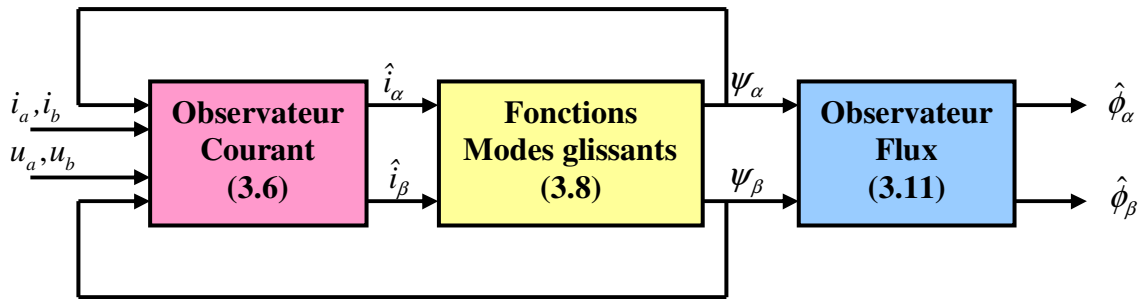 i_a, i_b
u_a, u_b
Observateur
Courant
(3.6)
î_α
î_β
Fonctions
Modes glissants
(3.8)
ψ_α
ψ_β
Observateur
Flux
(3.11)
ϕ̂_α
ϕ̂_β